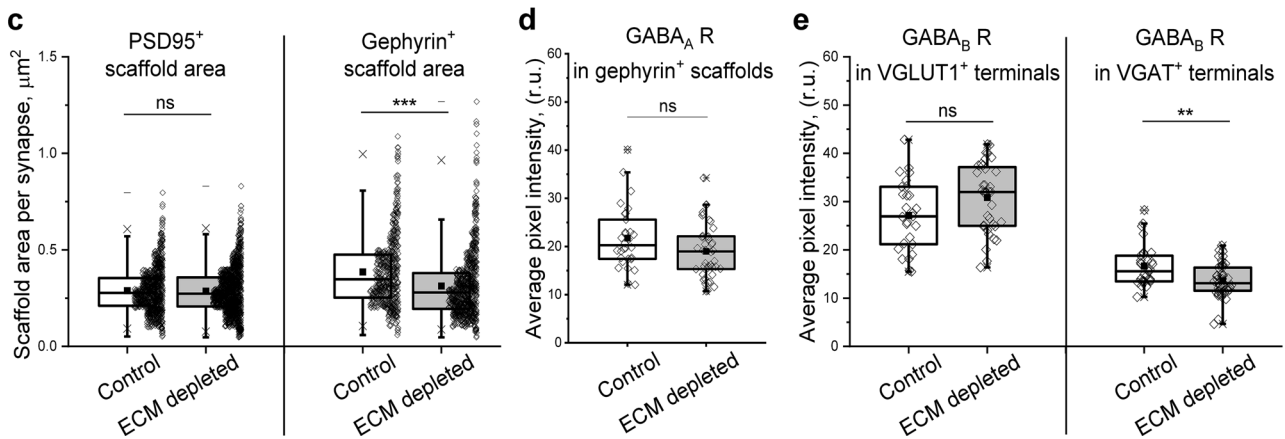 c
PSD95⁺
scaffold area
Gephyrin⁺
scaffold area
Scaffold area per synapse, μm²
1.5
1.0
0.5
0.0
ns
***
Control
ECM depleted
Control
ECM depleted
d
GABA_A R
in gephyrin⁺ scaffolds
Average pixel intensity, (r.u.)
60
50
40
30
20
10
0
ns
Control
ECM depleted
e
GABA_B R
in VGLUT1⁺ terminals
GABA_B R
in VGAT⁺ terminals
Average pixel intensity, (r.u.)
60
50
40
30
20
10
0
ns
**
Control
ECM depleted
Control
ECM depleted